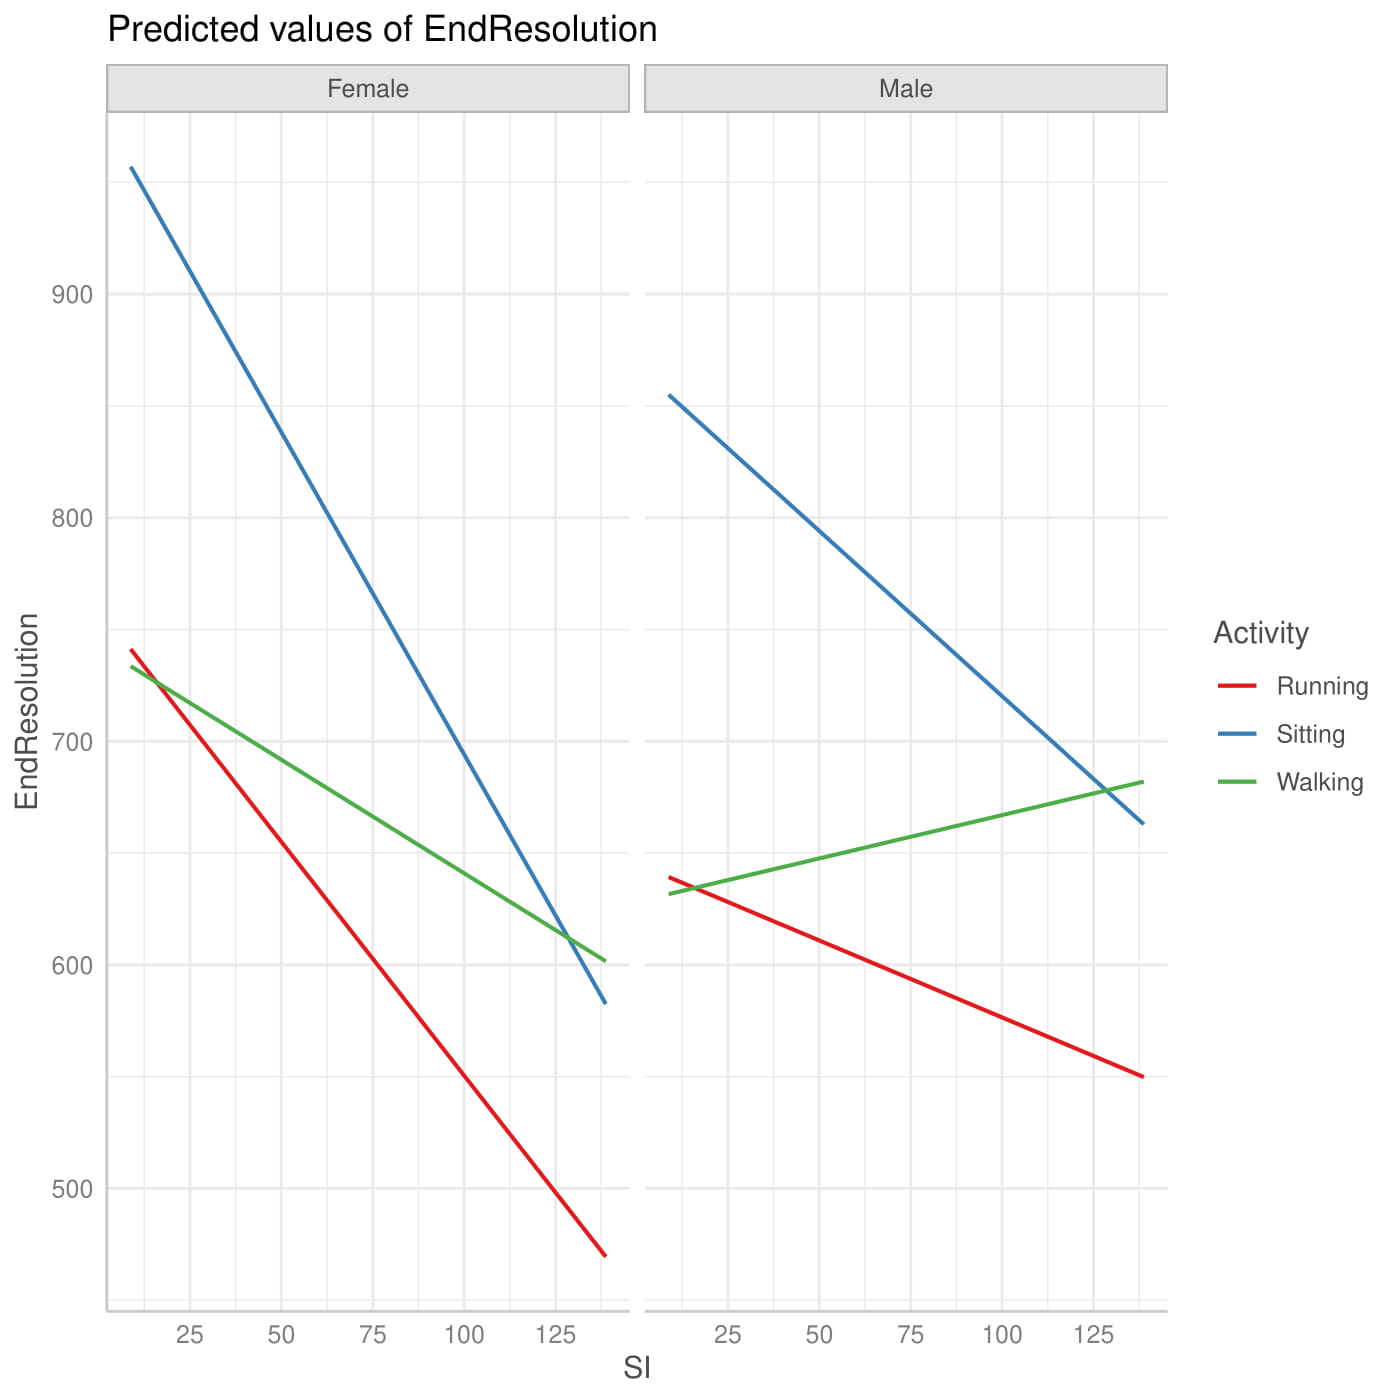 Predicted values of EndResolution
Female
Male
EndResolution
900
800
700
600
500
25 50 75 100 125
25 50 75 100 125
SI
Activity
Running
Sitting
Walking